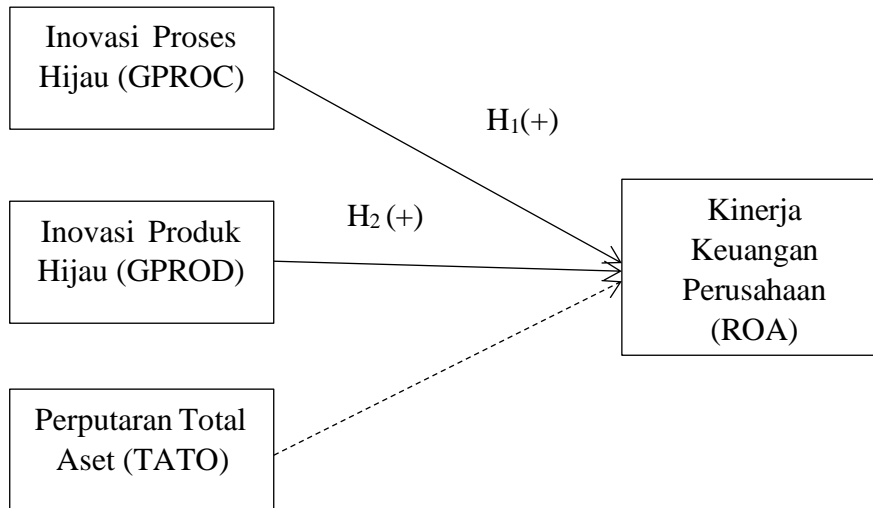 Inovasi Proses
Hijau (GPROC)
H₁(+)
Inovasi Produk
Hijau (GPROD)
H₂ (+)
Kinerja
Keuangan
Perusahaan
(ROA)
Perputaran Total
Aset (TATO)